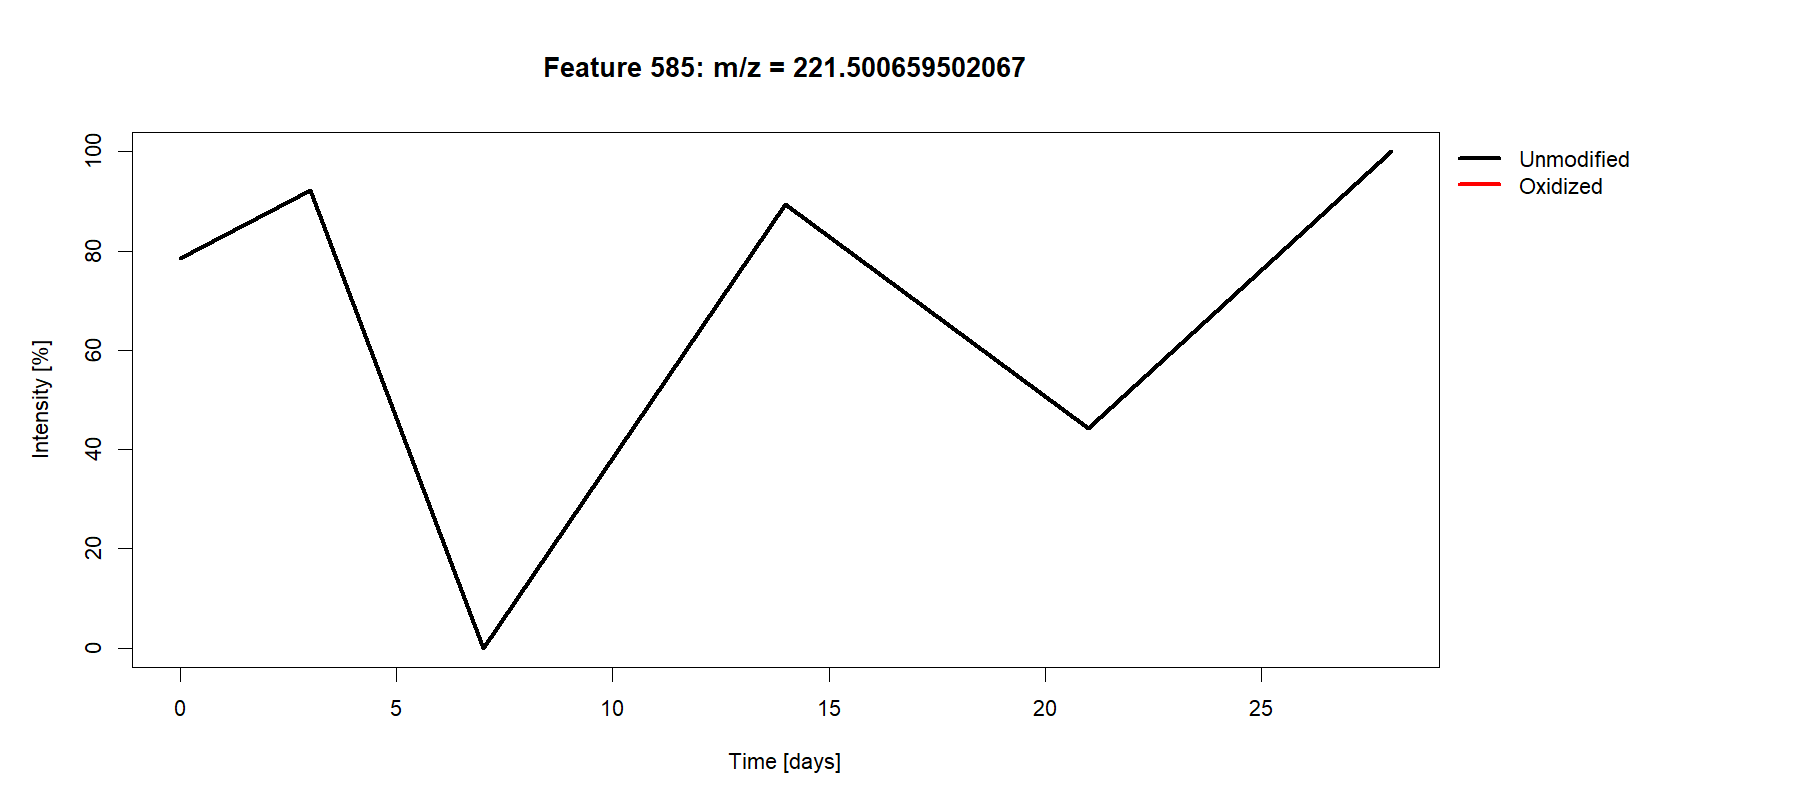 Feature 585: m/z = 221.500659502067
Unmodified
Oxidized
Intensity [%]
100
80
60
40
20
0
0 5 10 15 20 25
Time [days]